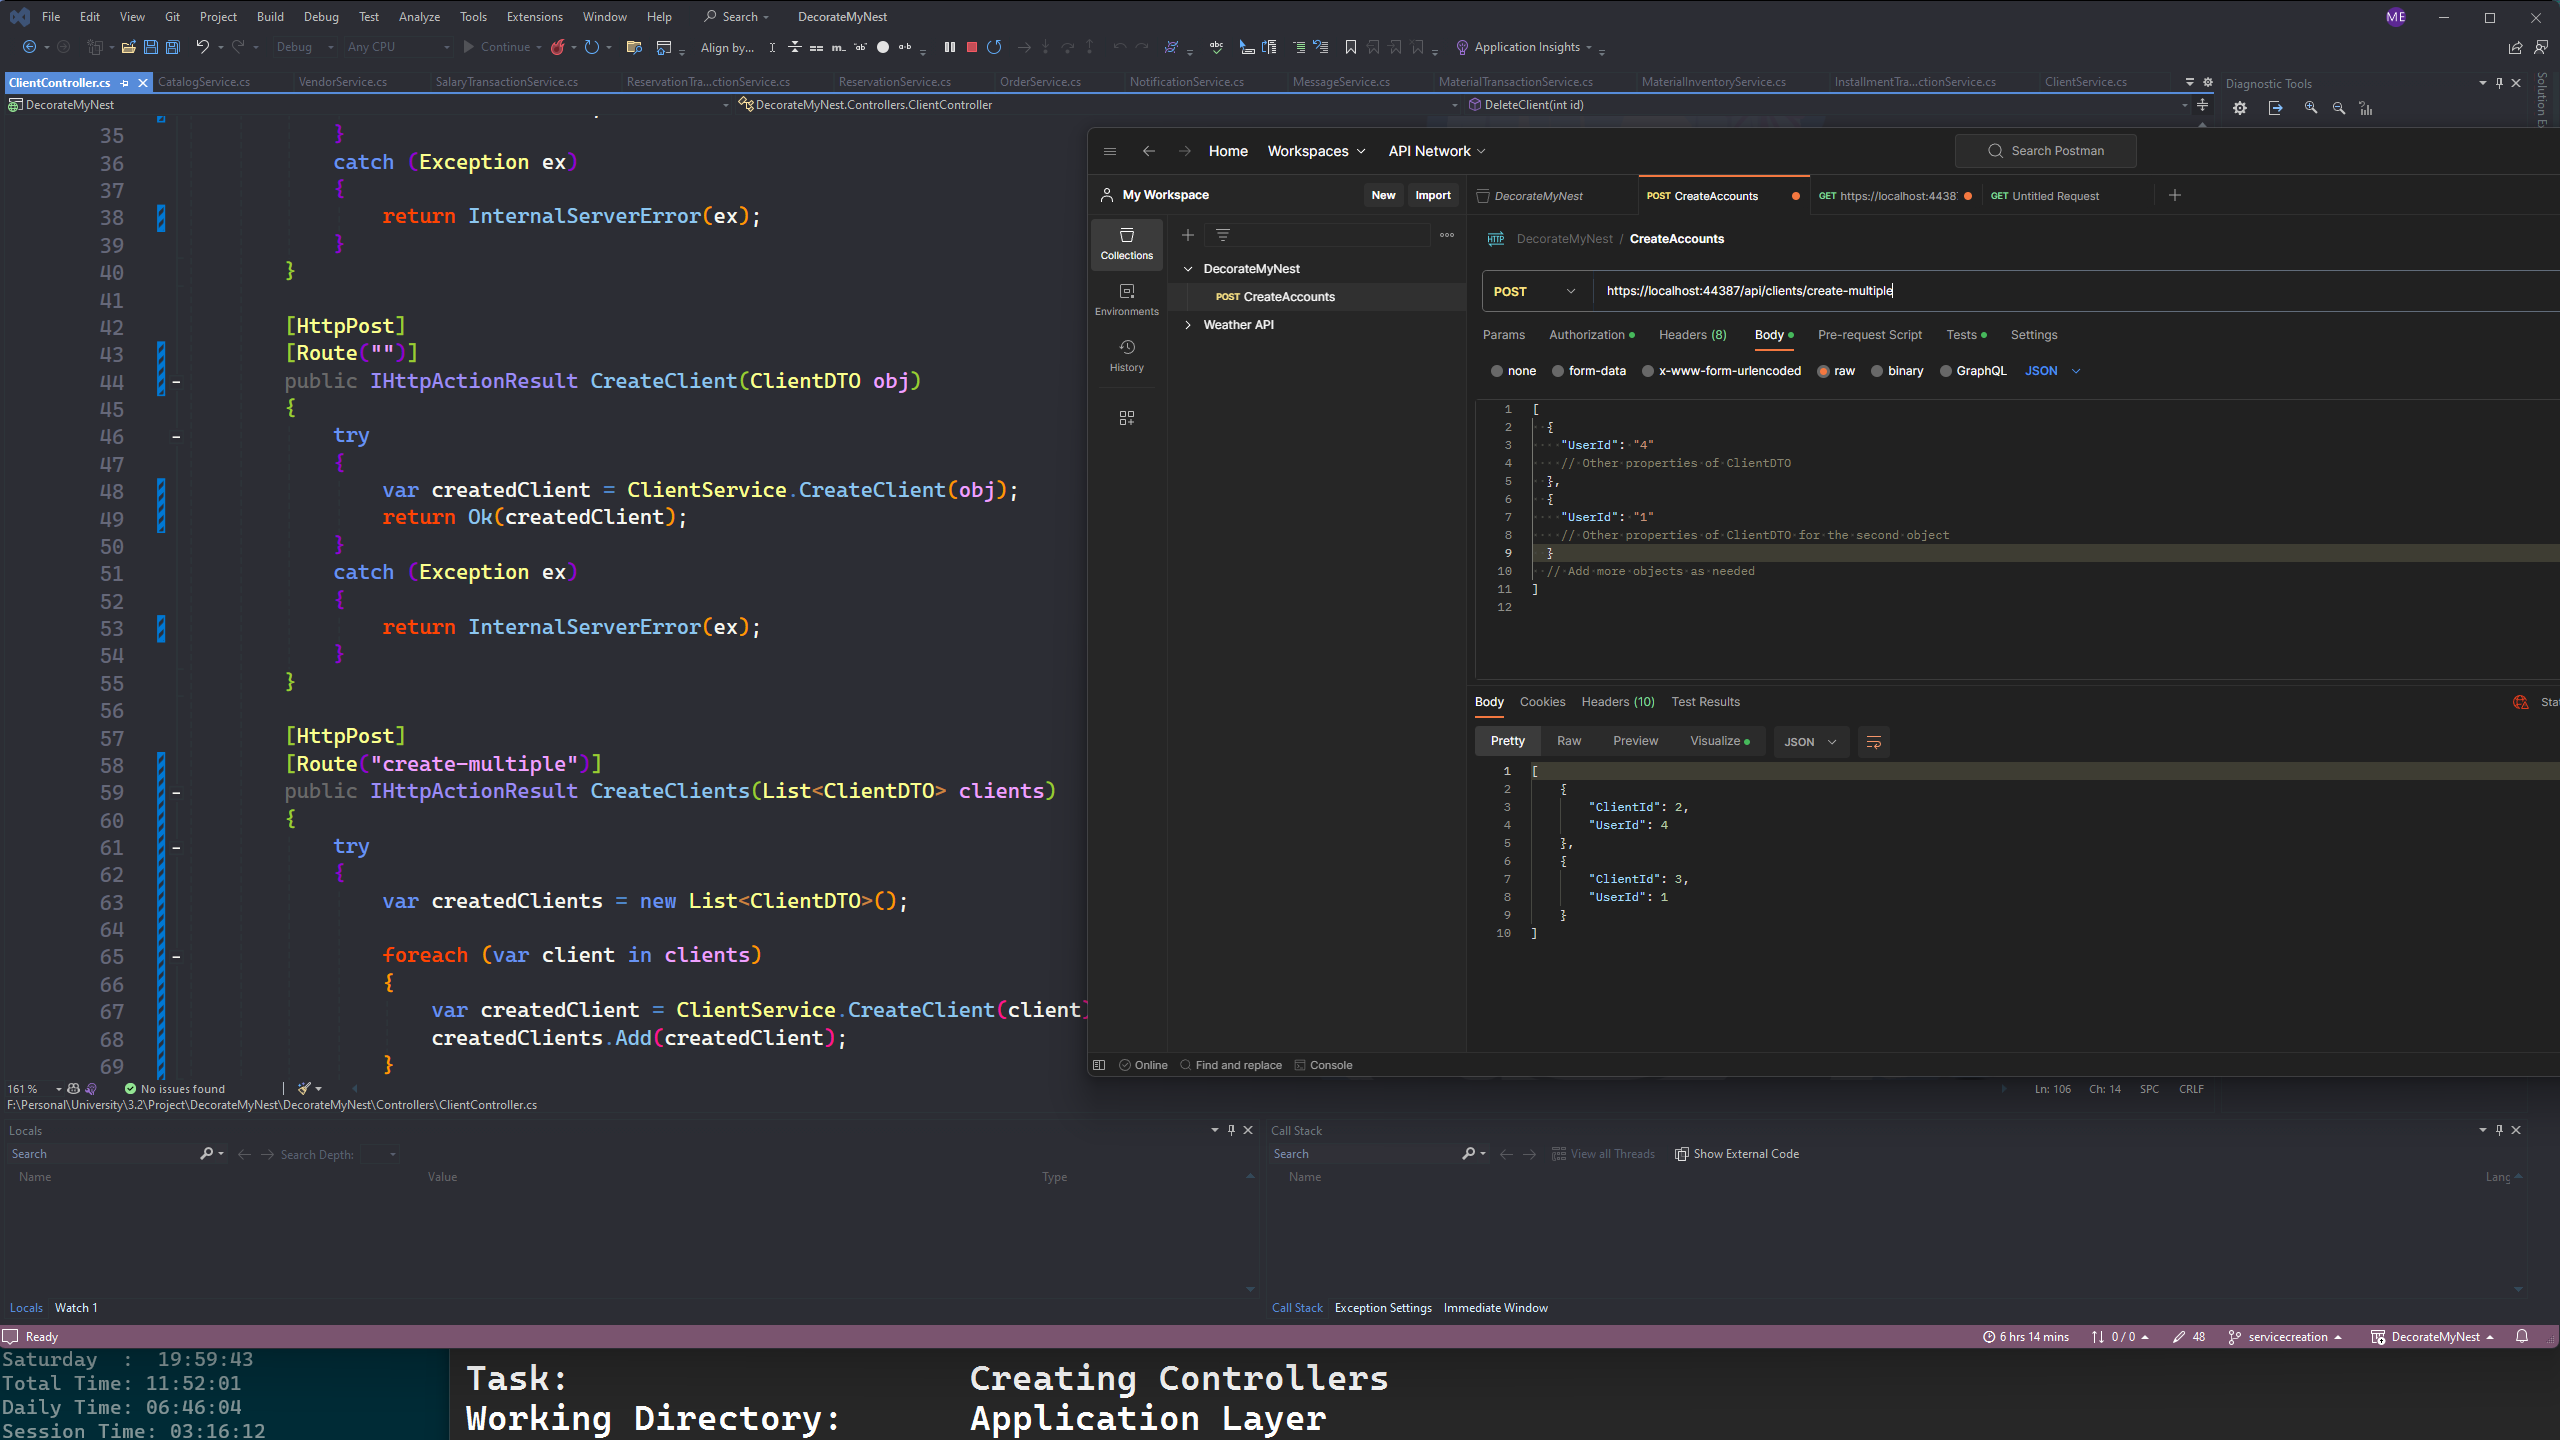 File Edit View Git Project Build Debug Test Analyze Tools Extensions Window Help Search DecorateMyNest ME
Debug Any CPU Continue Align by... Application Insights
ClientController.cs CatalogService.cs VendorService.cs SalaryTransactionService.cs ReservationTra...ctionService.cs ReservationService.cs OrderService.cs NotificationService.cs MessageService.cs MaterialTransactionService.cs MaterialInventoryService.cs InstallmentTra...ctionService.cs ClientService.cs Diagnostic Tools
DecorateMyNest DecorateMyNest.Controllers.ClientController DeleteClient(int id)
35 }
36 catch (Exception ex)
37 {
38 return InternalServerError(ex);
39 }
40 }
41
42 [HttpPost]
43 [Route("")]
44 public IHttpActionResult CreateClient(ClientDTO obj)
45 {
46 try
47 {
48 var createdClient = ClientService.CreateClient(obj);
49 return Ok(createdClient);
50 }
51 catch (Exception ex)
52 {
53 return InternalServerError(ex);
54 }
55 }
56
57 [HttpPost]
58 [Route("create-multiple")]
59 public IHttpActionResult CreateClients(List<ClientDTO> clients)
60 {
61 try
62 {
63 var createdClients = new List<ClientDTO>();
64
65 foreach (var client in clients)
66 {
67 var createdClient = ClientService.CreateClient(client)
68 createdClients.Add(createdClient);
69 }
Home Workspaces API Network Search Postman
My Workspace New Import DecorateMyNest POST CreateAccounts GET https://localhost:4438 GET Untitled Request
Collections
Environments
History
DecorateMyNest
POST CreateAccounts
Weather API
HTTP DecorateMyNest / CreateAccounts
POST https://localhost:44387/api/clients/create-multiple
Params Authorization Headers (8) Body Pre-request Script Tests Settings
none form-data x-www-form-urlencoded raw binary GraphQL JSON
1 [
2 {
3 "UserId": "4"
4 // Other properties of ClientDTO
5 },
6 {
7 "UserId": "1"
8 // Other properties of ClientDTO for the second object
9 }
10 // Add more objects as needed
11 ]
12
Body Cookies Headers (10) Test Results Stat
Pretty Raw Preview Visualize JSON
1 [
2 {
3 "ClientId": 2,
4 "UserId": 4
5 },
6 {
7 "ClientId": 3,
8 "UserId": 1
9 }
10 ]
Online Find and replace Console
161 % No issues found Ln: 106 Ch: 14 SPC CRLF
F:\Personal\University\3.2\Project\DecorateMyNest\DecorateMyNest\Controllers\ClientController.cs
Locals Call Stack
Search Search Depth: Search View all Threads Show External Code
Name Value Type Name Lang
Locals Watch 1 Call Stack Exception Settings Immediate Window
Ready 6 hrs 14 mins 0 / 0 48 servicecreation DecorateMyNest
Saturday : 19:59:43
Total Time: 11:52:01
Daily Time: 06:46:04
Session Time: 03:16:12
Task: Creating Controllers
Working Directory: Application Layer